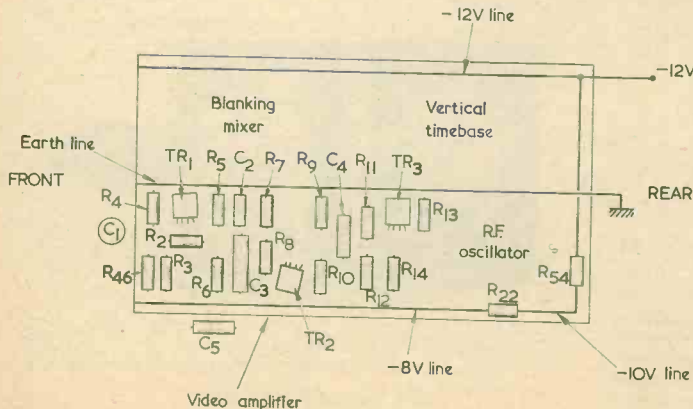 -12V line
-12V
Blanking
mixer
Vertical
timebase
Earth line
FRONT
REAR
TR1
R5
C2
R7
R9
C4
R11
TR3
R4
R13
C1
R2
R8
R.F.
oscillator
R46
R3
R6
C3
R10
R12
R14
R54
R22
TR2
C5
-8V line
-10V line
Video amplifier